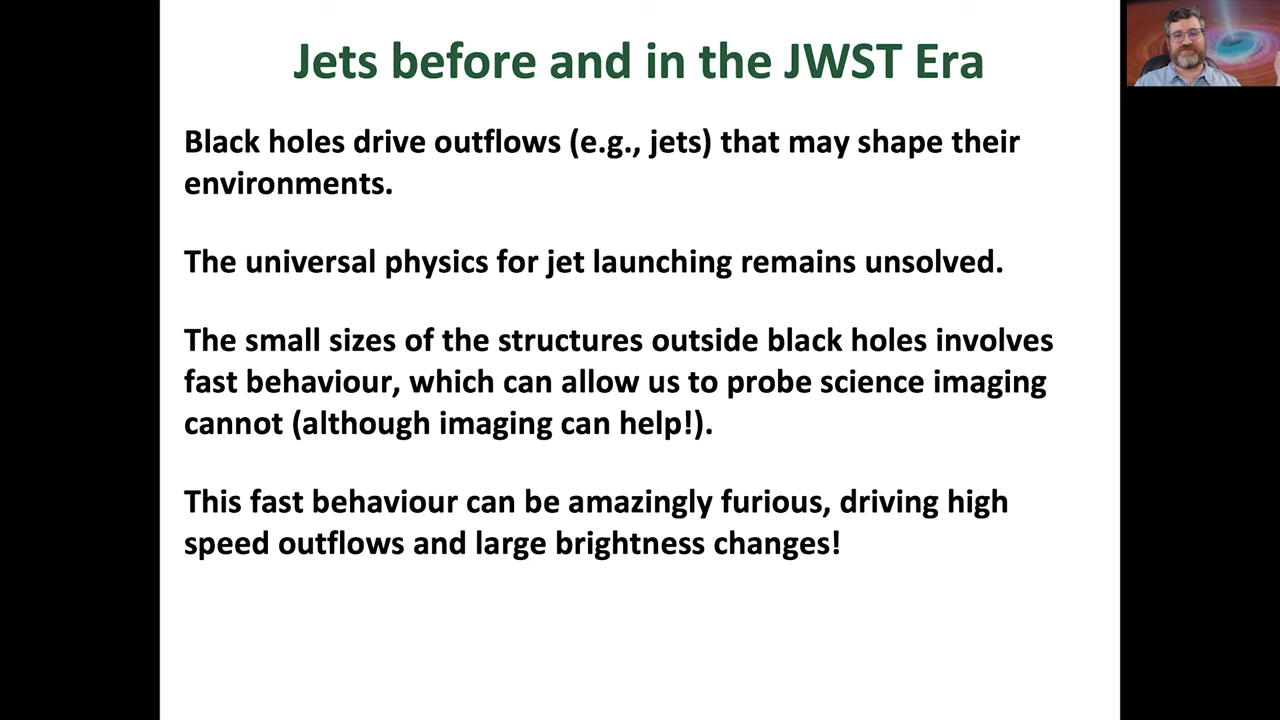 Jets before and in the JWST Era
Black holes drive outflows (e.g., jets) that may shape their
environments.
The universal physics for jet launching remains unsolved.
The small sizes of the structures outside black holes involves
fast behaviour, which can allow us to probe science imaging
cannot (although imaging can help!).
This fast behaviour can be amazingly furious, driving high
speed outflows and large brightness changes!